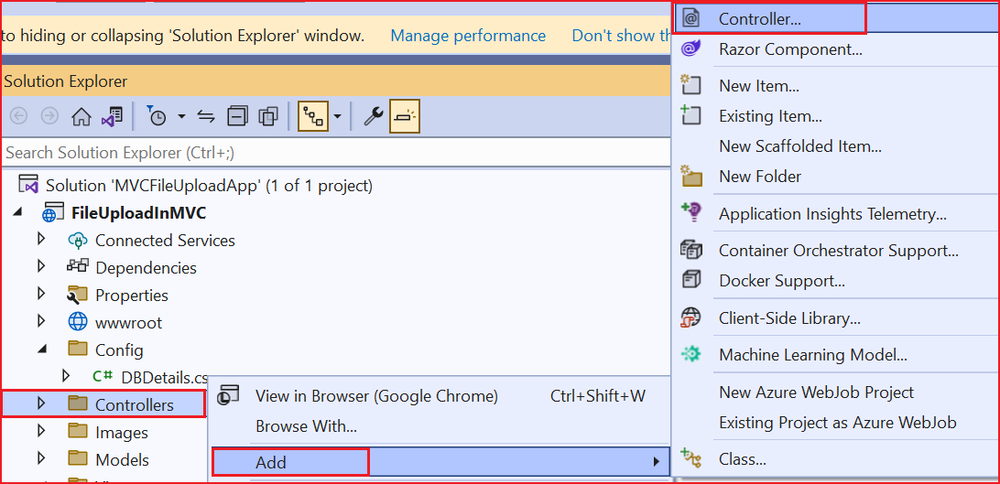 to hiding or collapsing 'Solution Explorer' window. Manage performance Don't show th
Solution Explorer
Search Solution Explorer (Ctrl+;)
Solution 'MVCFileUploadApp' (1 of 1 project)
FileUploadInMVC
Connected Services
Dependencies
Properties
wwwroot
Config
C# DBDetails.cs
Controllers
Images
Models
View in Browser (Google Chrome) Ctrl+Shift+W
Browse With...
Add
Controller...
Razor Component...
New Item...
Existing Item...
New Scaffolded Item...
New Folder
Application Insights Telemetry...
Container Orchestrator Support...
Docker Support...
Client-Side Library...
Machine Learning Model...
New Azure WebJob Project
Existing Project as Azure WebJob
Class...